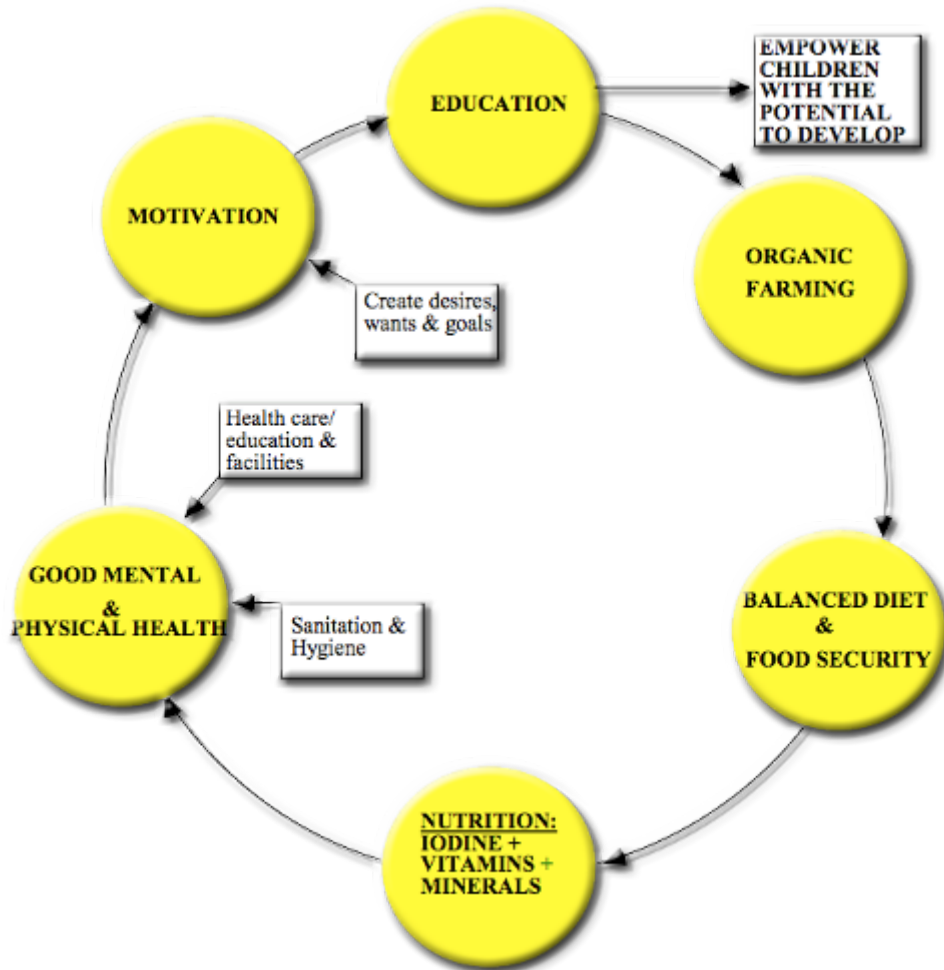 EDUCATION
EMPOWER
CHILDREN
WITH THE
POTENTIAL
TO DEVELOP
MOTIVATION
ORGANIC
FARMING
Create desires,
wants & goals
Health care/
education &
facilities
GOOD MENTAL
&
PHYSICAL HEALTH
Sanitation &
Hygiene
BALANCED DIET
&
FOOD SECURITY
NUTRITION:
IODINE +
VITAMINS +
MINERALS